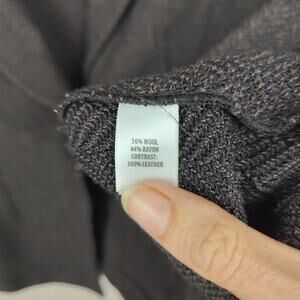 56% WOOL
44% RAYON
CONTRAST:
100% LEATHER